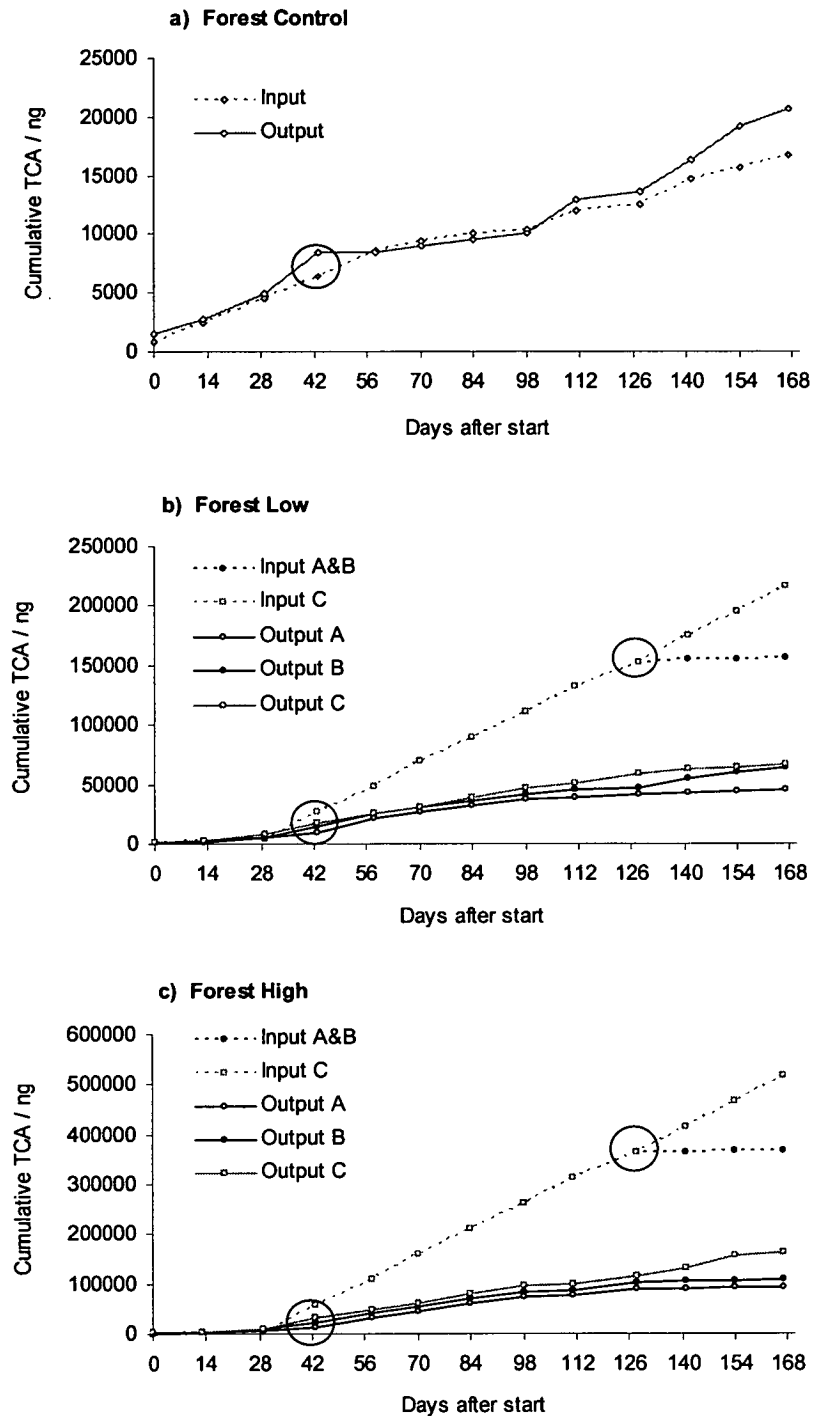 a) Forest Control
25000
20000
15000
10000
5000
0
Input
Output
Cumulative TCA / ng
0 14 28 42 56 70 84 98 112 126 140 154 168
Days after start
b) Forest Low
250000
200000
150000
100000
50000
0
Input A&B
Input C
Output A
Output B
Output C
Cumulative TCA / ng
0 14 28 42 56 70 84 98 112 126 140 154 168
Days after start
c) Forest High
600000
500000
400000
300000
200000
100000
0
Input A&B
Input C
Output A
Output B
Output C
Cumulative TCA / ng
0 14 28 42 56 70 84 98 112 126 140 154 168
Days after start